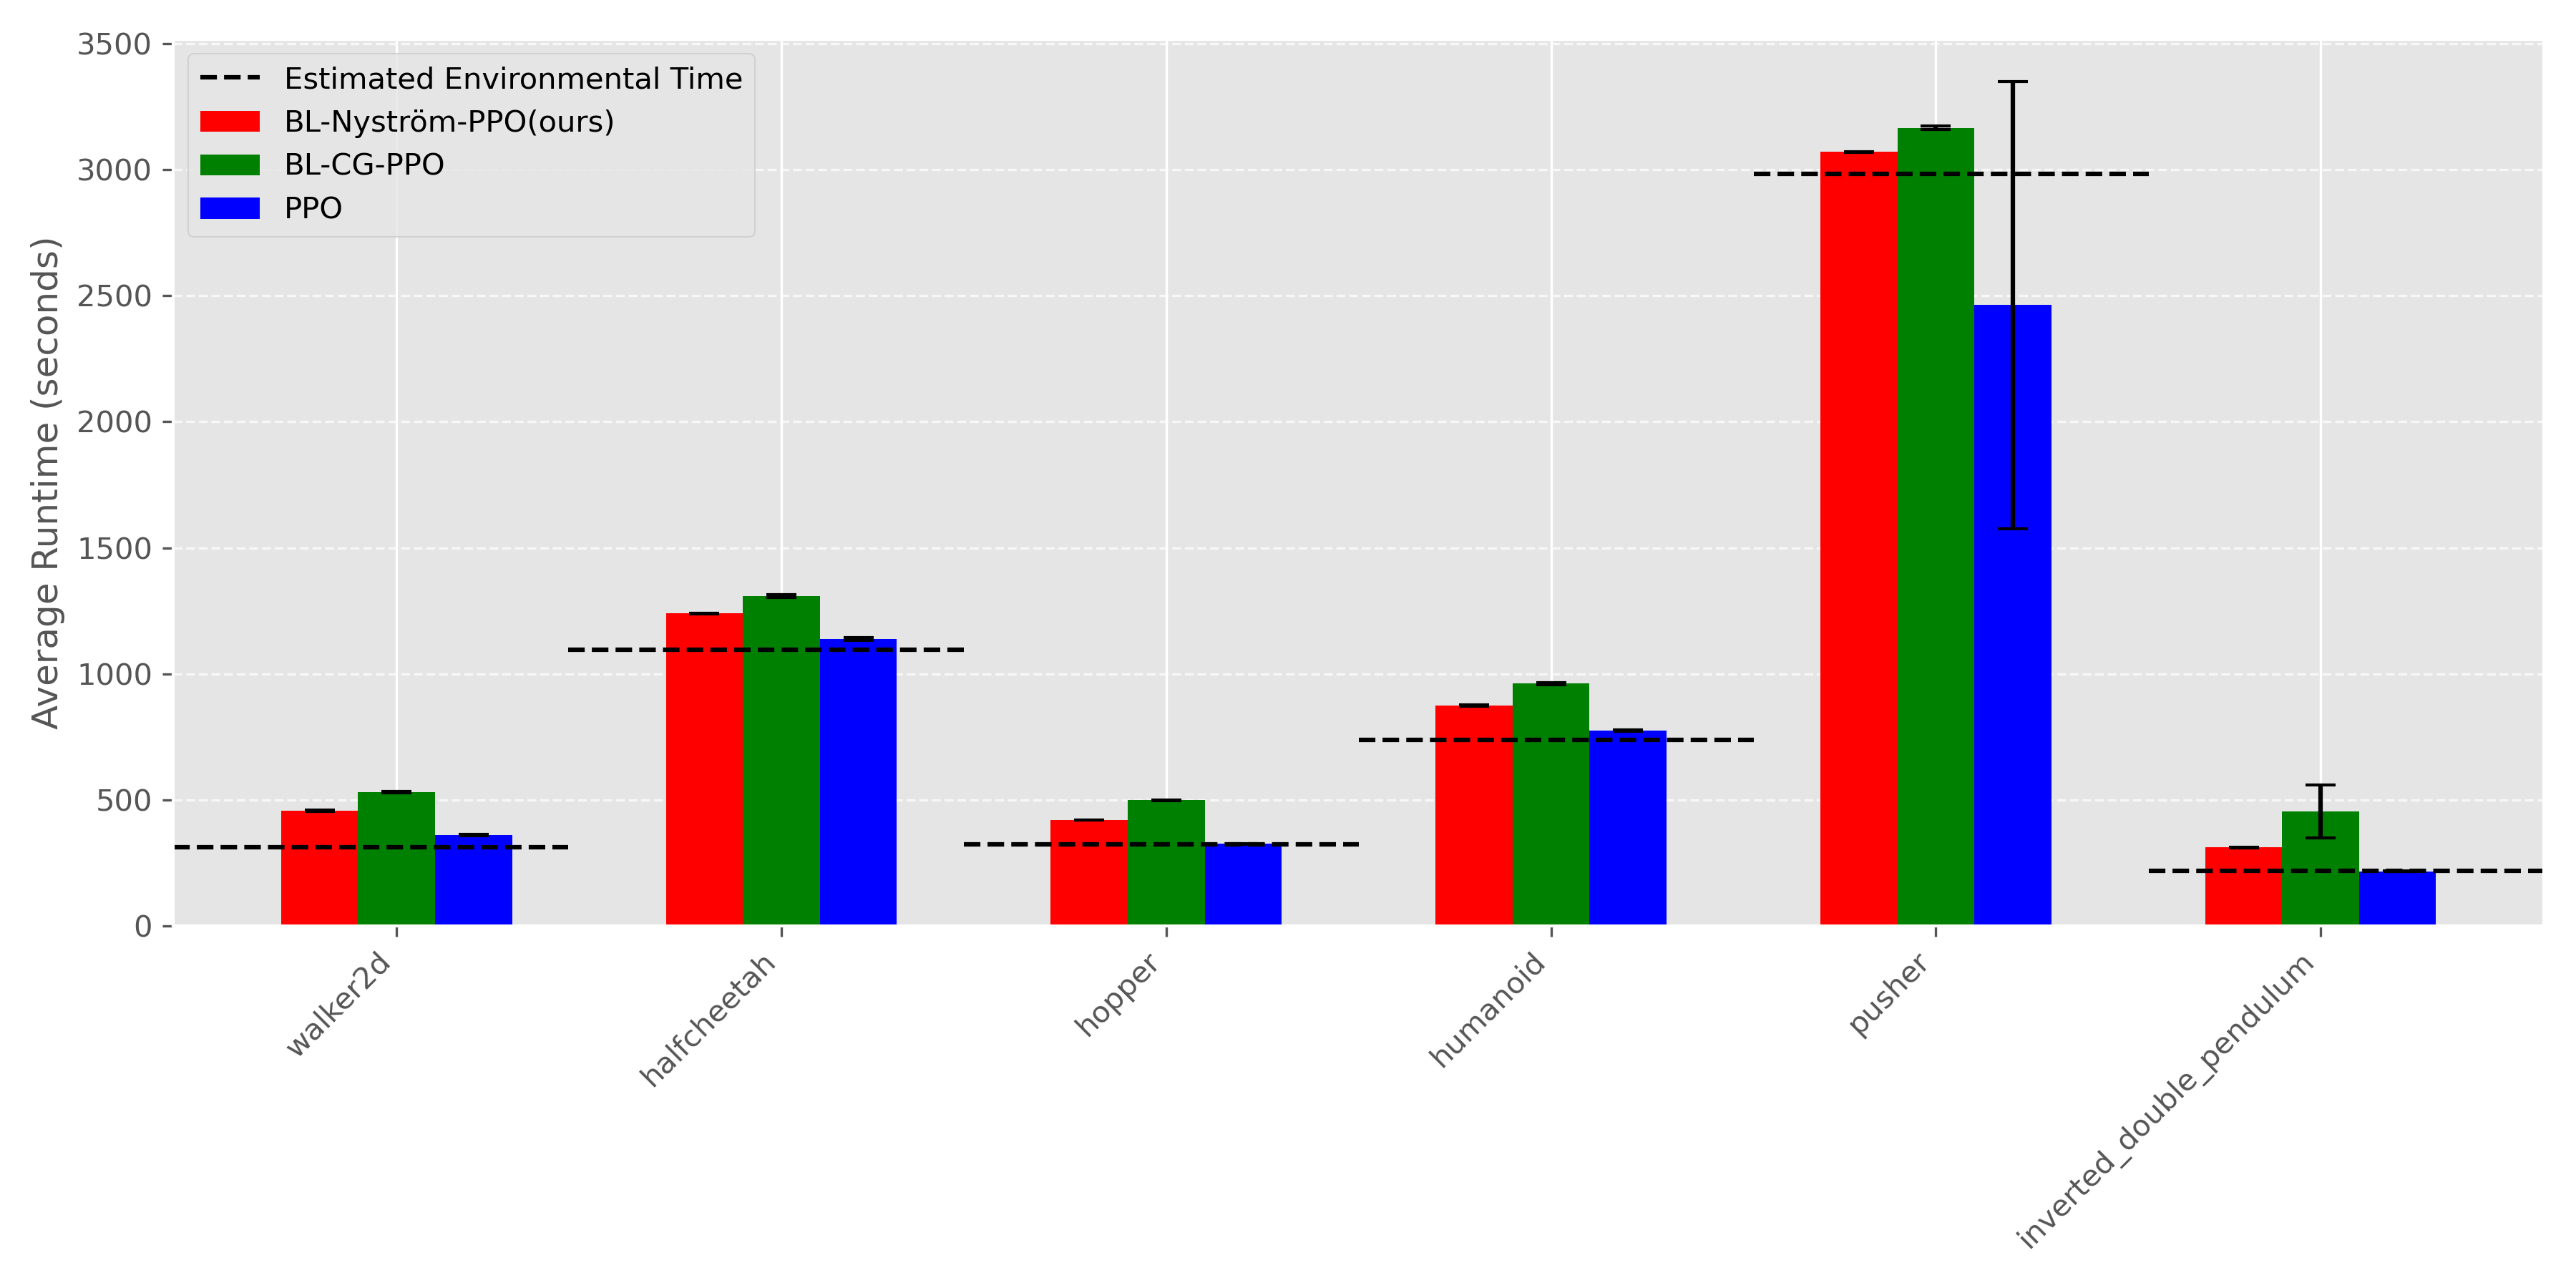 3500
3000
2500
2000
1500
1000
500
0
Average Runtime (seconds)
Estimated Environmental Time
BL-Nyström-PPO(ours)
BL-CG-PPO
PPO
walker2d
halfcheetah
hopper
humanoid
pusher
inverted_double_pendulum